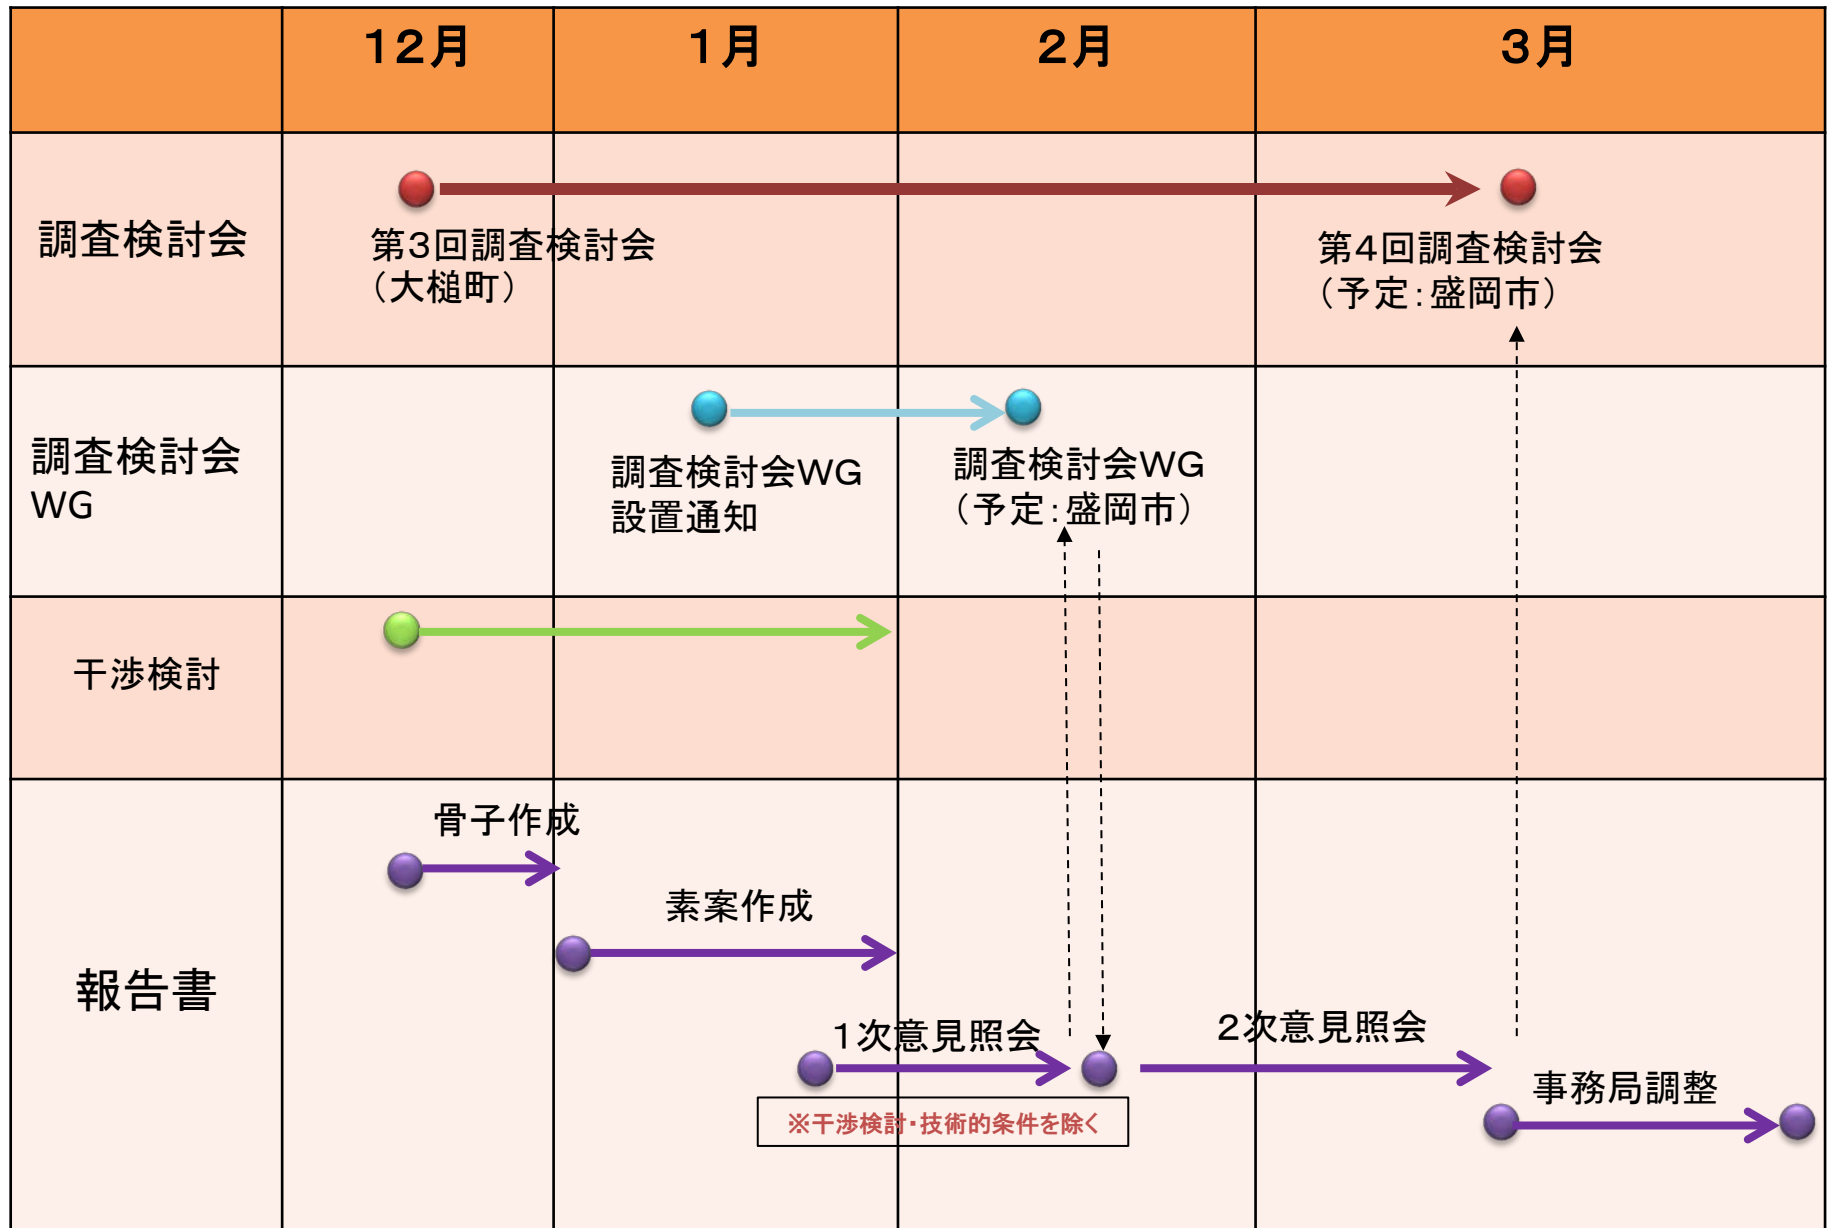 １２月
１月
２月
３月
調査検討会
第３回調査検討会
（大槌町）
第４回調査検討会
（予定：盛岡市）
調査検討会
WG
調査検討会WG
設置通知
調査検討会WG
（予定：盛岡市）
干渉検討
報告書
骨子作成
素案作成
１次意見照会
２次意見照会
※干渉検討・技術的条件を除く
事務局調整